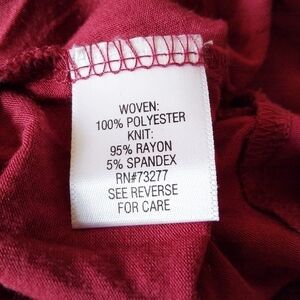 WOVEN:
100% POLYESTER
KNIT:
95% RAYON
5% SPANDEX
RN#73277
SEE REVERSE
FOR CARE